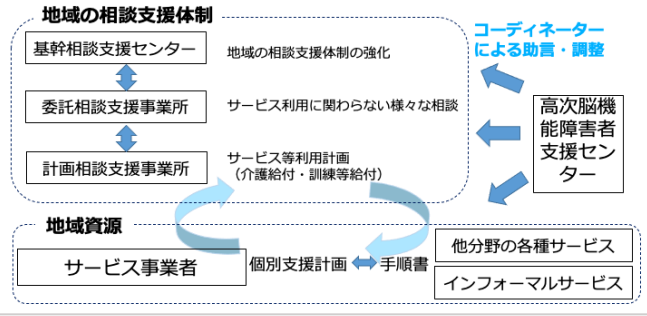 地域の相談支援体制
基幹相談支援センター
地域の相談支援体制の強化
委託相談支援事業所
サービス利用に関わらない様々な相談
計画相談支援事業所
サービス等利用計画
（介護給付・訓練等給付）
コーディネーター
による助言・調整
高次脳機
能障害者
支援セン
ター
地域資源
サービス事業者
個別支援計画
手順書
他分野の各種サービス
インフォーマルサービス